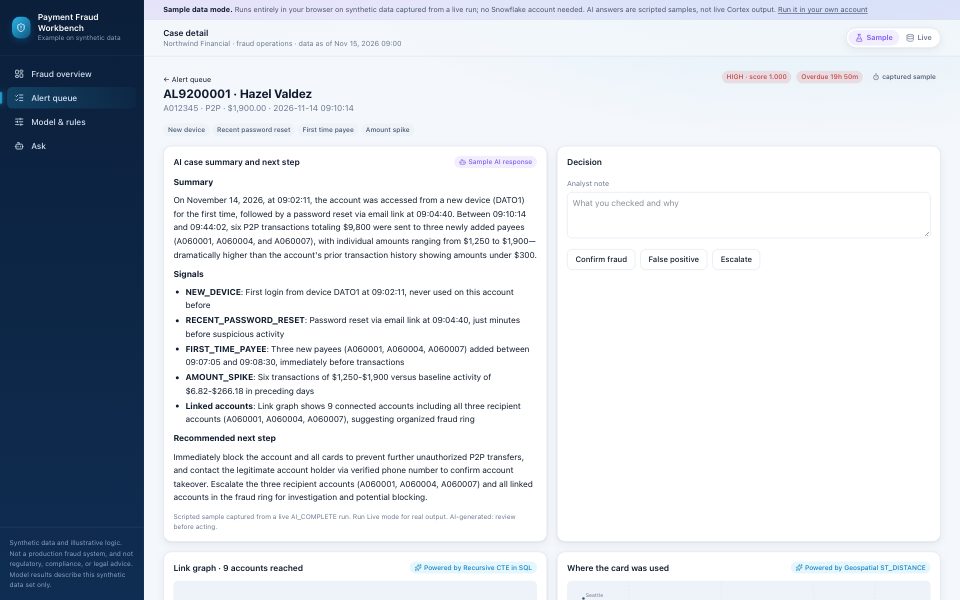 Payment Fraud
Workbench
Example on synthetic data
Fraud overview
Alert queue
Model & rules
Ask
Synthetic data and illustrative logic.
Not a production fraud system, and not
regulatory, compliance, or legal advice.
Model results describe this synthetic
data set only.
Sample data mode. Runs entirely in your browser on synthetic data captured from a live run; no Snowflake account needed. AI answers are scripted samples, not live Cortex output. Run it in your own account
Case detail
Northwind Financial · fraud operations · data as of Nov 15, 2026 09:00
Sample
Live
← Alert queue
HIGH · score 1.000
Overdue 19h 50m
captured sample
AL9200001 · Hazel Valdez
A012345 · P2P · $1,900.00 · 2026-11-14 09:10:14
New device
Recent password reset
First time payee
Amount spike
AI case summary and next step
Sample AI response
Summary
On November 14, 2026, at 09:02:11, the account was accessed from a new device (DATO1)
for the first time, followed by a password reset via email link at 09:04:40. Between 09:10:14
and 09:44:02, six P2P transactions totaling $9,800 were sent to three newly added payees
(A060001, A060004, and A060007), with individual amounts ranging from $1,250 to $1,900—
dramatically higher than the account's prior transaction history showing amounts under $300.
Signals
• NEW_DEVICE: First login from device DATO1 at 09:02:11, never used on this account
before
• RECENT_PASSWORD_RESET: Password reset via email link at 09:04:40, just minutes
before suspicious activity
• FIRST_TIME_PAYEE: Three new payees (A060001, A060004, A060007) added between
09:07:05 and 09:08:30, immediately before transactions
• AMOUNT_SPIKE: Six transactions of $1,250-$1,900 versus baseline activity of
$6.82-$266.18 in preceding days
• Linked accounts: Link graph shows 9 connected accounts including all three recipient
accounts (A060001, A060004, A060007), suggesting organized fraud ring
Recommended next step
Immediately block the account and all cards to prevent further unauthorized P2P transfers,
and contact the legitimate account holder via verified phone number to confirm account
takeover. Escalate the three recipient accounts (A060001, A060004, A060007) and all linked
accounts in the fraud ring for investigation and potential blocking.
Scripted sample captured from a live AI_COMPLETE run. Run Live mode for real output. AI-generated: review
before acting.
Decision
Analyst note
What you checked and why
Confirm fraud
False positive
Escalate
Link graph · 9 accounts reached
Powered by Recursive CTE in SQL
Where the card was used
Powered by Geospatial ST_DISTANCE
Seattle